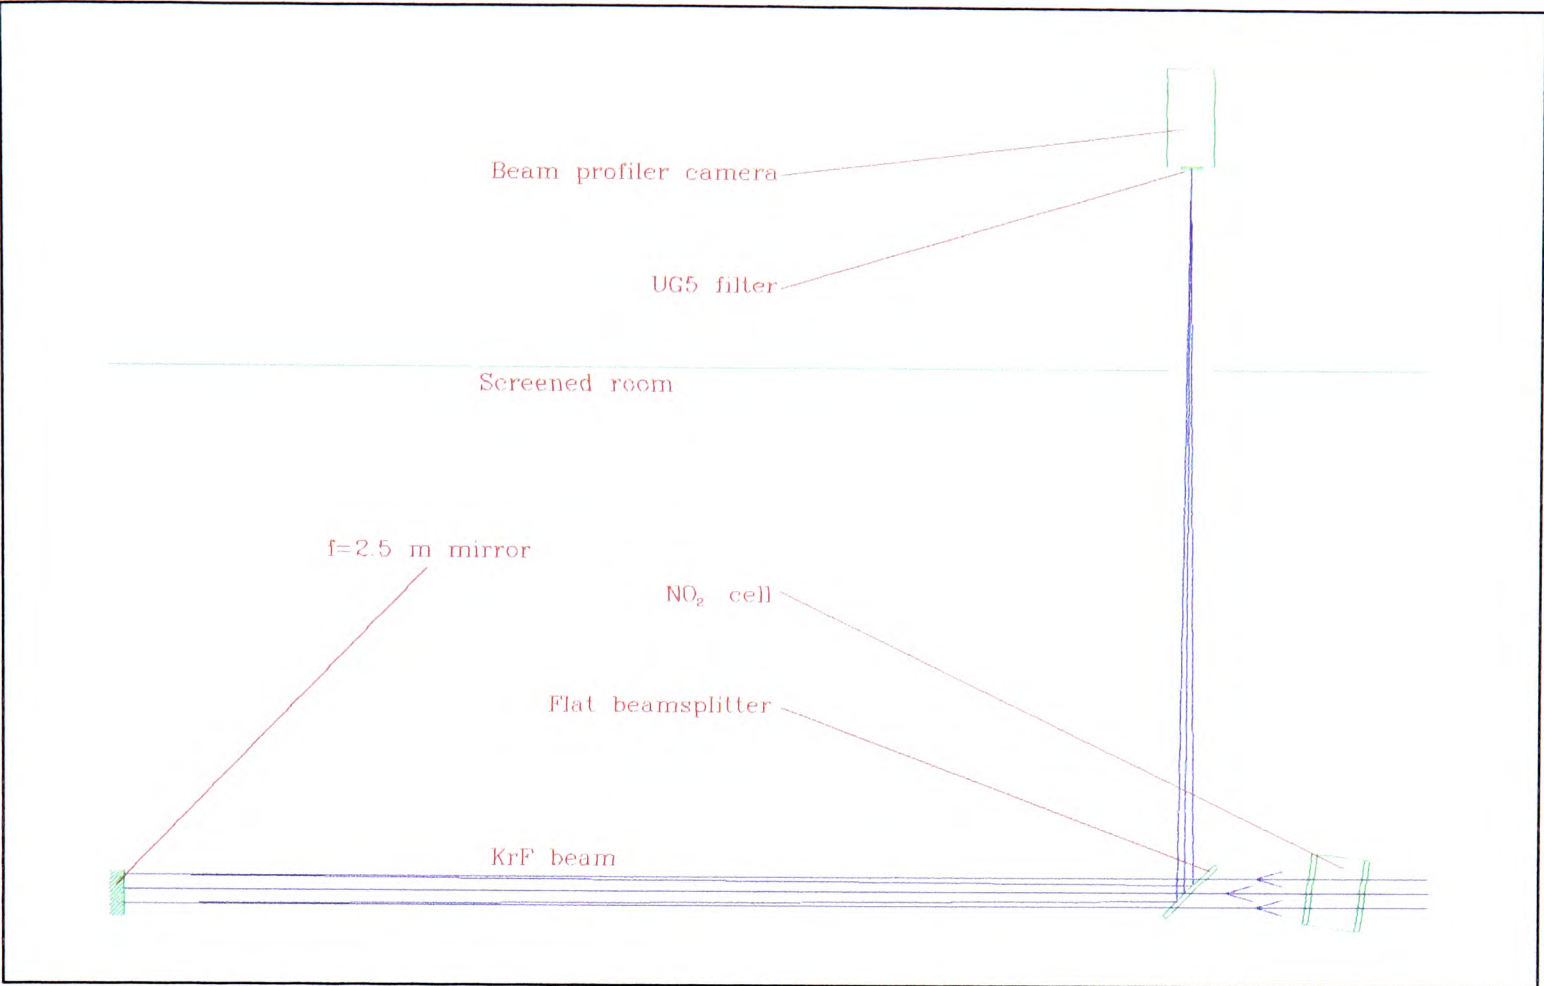 Beam profiler camera
UG5 filter
Screened room
f=2.5 m mirror
NO₂ cell
Flat beamsplitter
KrF beam